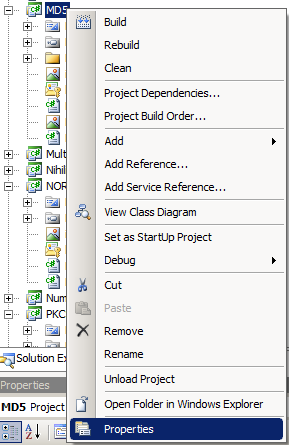 MD5
Build
Rebuild
Clean
Project Dependencies...
Project Build Order...
Mult
Add
Nihil
Add Reference...
NOR
Add Service Reference...
View Class Diagram
Set as StartUp Project
Debug
Cut
Num
Paste
PKC
Remove
Rename
Solution Ex
Unload Project
Properties
MD5 Project
Open Folder in Windows Explorer
Properties